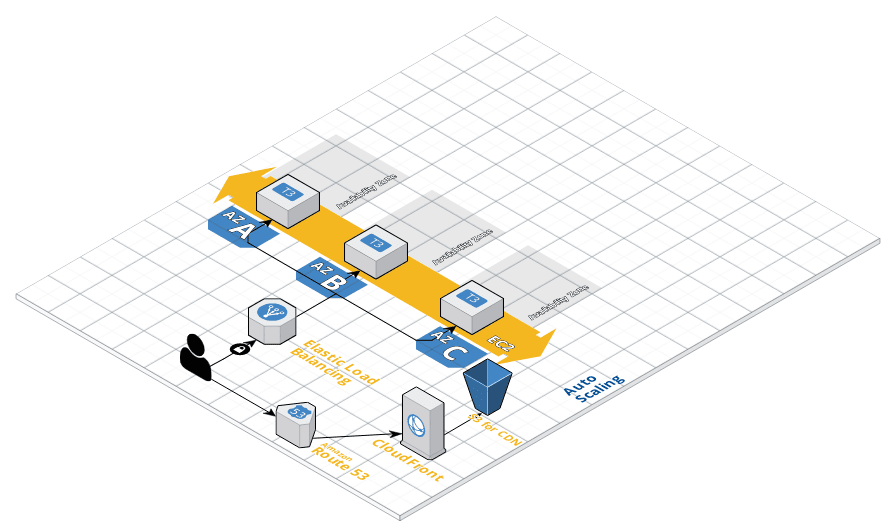 T3
Availability Zone
AZ
A
T3
Availability Zone
AZ
B
T3
Availability Zone
AZ
C
EC2
Elastic Load
Balancing
Auto
Scaling
53
Amazon
Route 53
CloudFront
S3 for CDN